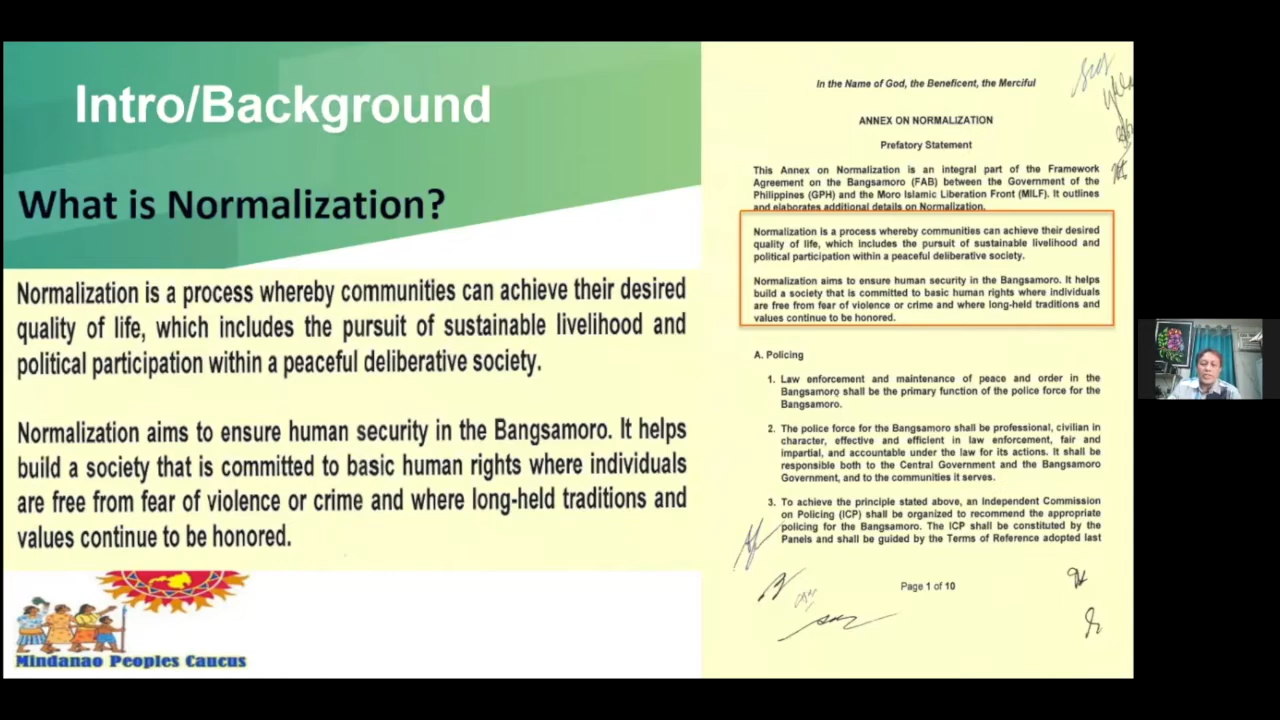 Intro/Background
What is Normalization?
Normalization is a process whereby communities can achieve their desired
quality of life, which includes the pursuit of sustainable livelihood and
political participation within a peaceful deliberative society.
Normalization aims to ensure human security in the Bangsamoro. It helps
build a society that is committed to basic human rights where individuals
are free from fear of violence or crime and where long-held traditions and
values continue to be honored.
Mindanao Peoples Caucus
In the Name of God, the Beneficent, the Merciful
ANNEX ON NORMALIZATION
Prefatory Statement
This Annex on Normalization is an integral part of the Framework
Agreement on the Bangsamoro (FAB) between the Government of the
Philippines (GPH) and the Moro Islamic Liberation Front (MILF). It outlines
and elaborates additional details on Normalization.
Normalization is a process whereby communities can achieve their desired
quality of life, which includes the pursuit of sustainable livelihood and
political participation within a peaceful deliberative society.
Normalization aims to ensure human security in the Bangsamoro. It helps
build a society that is committed to basic human rights where individuals
are free from fear of violence or crime and where long-held traditions and
values continue to be honored.
A. Policing
1. Law enforcement and maintenance of peace and order in the
Bangsamoro shall be the primary function of the police force for the
Bangsamoro.
2. The police force for the Bangsamoro shall be professional, civilian in
character, effective and efficient in law enforcement, fair and
impartial, and accountable under the law for its actions. It shall be
responsible both to the Central Government and the Bangsamoro
Government, and to the communities it serves.
3. To achieve the principle stated above, an Independent Commission
on Policing (ICP) shall be organized to recommend the appropriate
policing for the Bangsamoro. The ICP shall be constituted by the
Panels and shall be guided by the Terms of Reference adopted last
Page 1 of 10